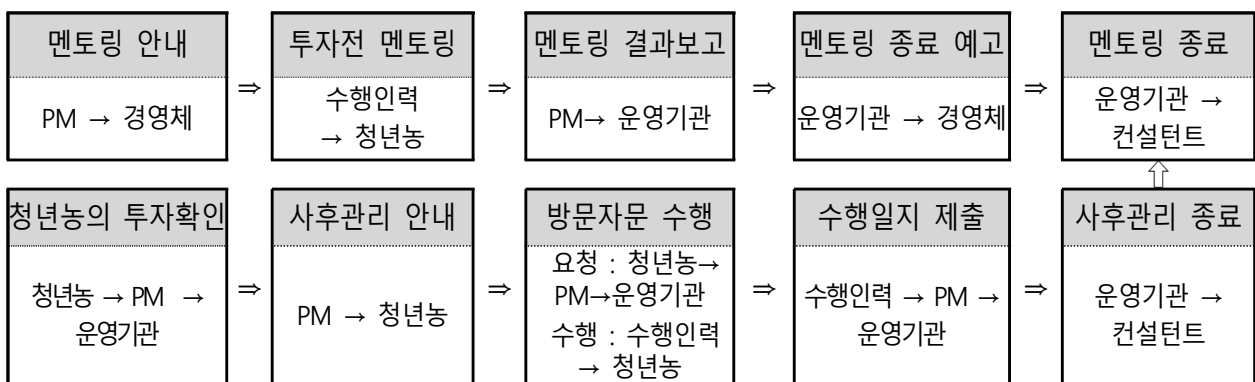 멘토링 안내
PM → 경영체
⇒
투자전 멘토링
수행인력
→ 청년농
⇒
멘토링 결과보고
PM→ 운영기관
⇒
멘토링 종료 예고
운영기관 → 경영체
⇒
멘토링 종료
운영기관 →
컨설턴트
⇧
청년농의 투자확인
청년농 → PM →
운영기관
⇒
사후관리 안내
PM → 청년농
⇒
방문자문 수행
요청 : 청년농→
PM→운영기관
수행 : 수행인력
→ 청년농
⇒
수행일지 제출
수행인력 → PM →
운영기관
⇒
사후관리 종료
운영기관 →
컨설턴트